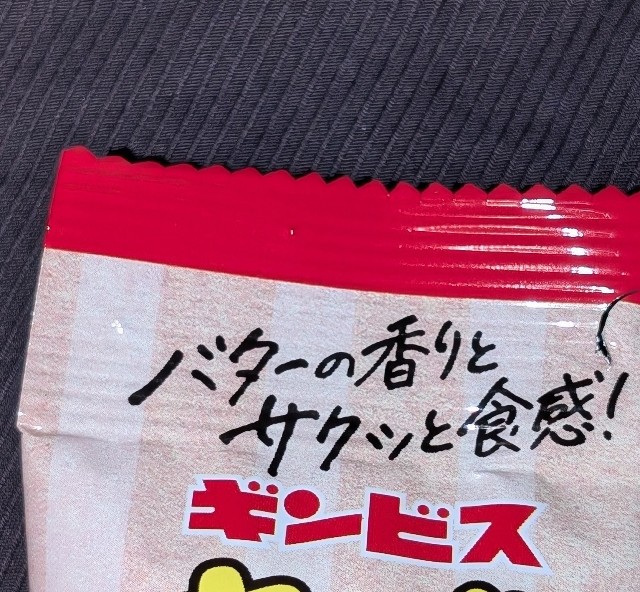 バターの香りと
サクッと食感!
ギンビス